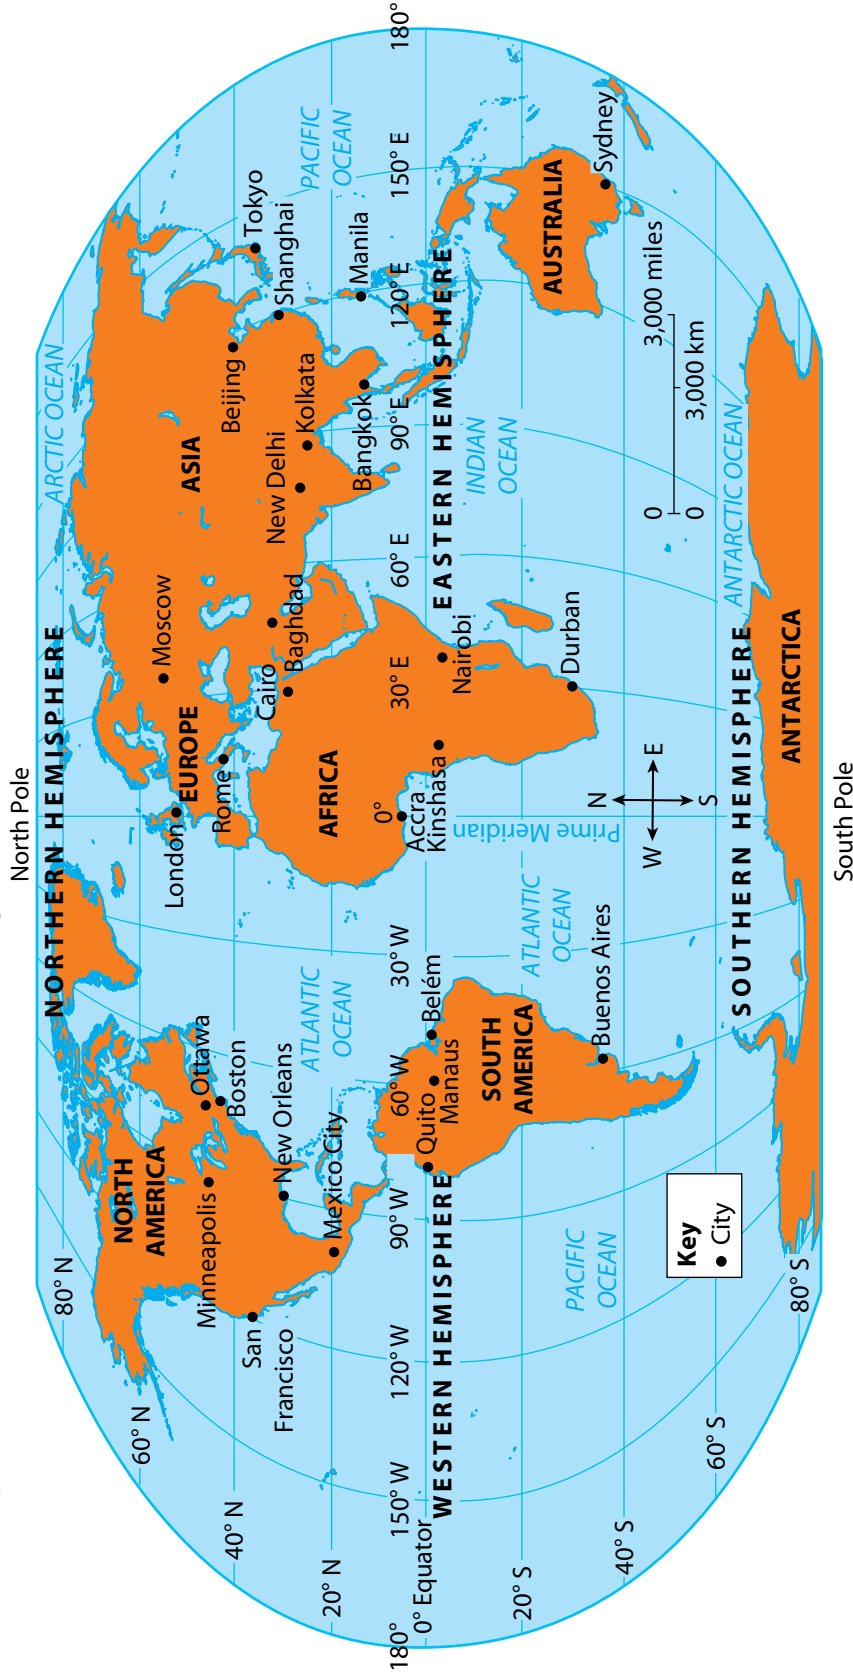 North Pole
NORTHERN HEMISPHERE
80° N
ARCTIC OCEAN
60° N
NORTH
AMERICA
Ottawa
Boston
Minneapolis
London
EUROPE
Moscow
ASIA
Rome
Beijing
40° N
San
Francisco
New Orleans
ATLANTIC
OCEAN
Cairo
Baghdad
New Delhi
Kolkata
Shanghai
Tokyo
PACIFIC
OCEAN
20° N
Mexico City
AFRICA
Bangkok
Manila
180°
150° W
120° W
90° W
60° W
30° W
0°
30° E
60° E
90° E
120° E
150° E
180°
0° Equator
Quito
Manaus
Belém
Accra
Kinshasa
Nairobi
WESTERN HEMISPHERE
EASTERN HEMISPHERE
Prime Meridian
INDIAN
OCEAN
SOUTH
AMERICA
ATLANTIC
OCEAN
20° S
AUSTRALIA
Durban
PACIFIC
OCEAN
Buenos Aires
Sydney
40° S
N
W
E
S
0
3,000 miles
0
3,000 km
Key
City
60° S
ANTARCTIC OCEAN
SOUTHERN HEMISPHERE
80° S
ANTARCTICA
South Pole